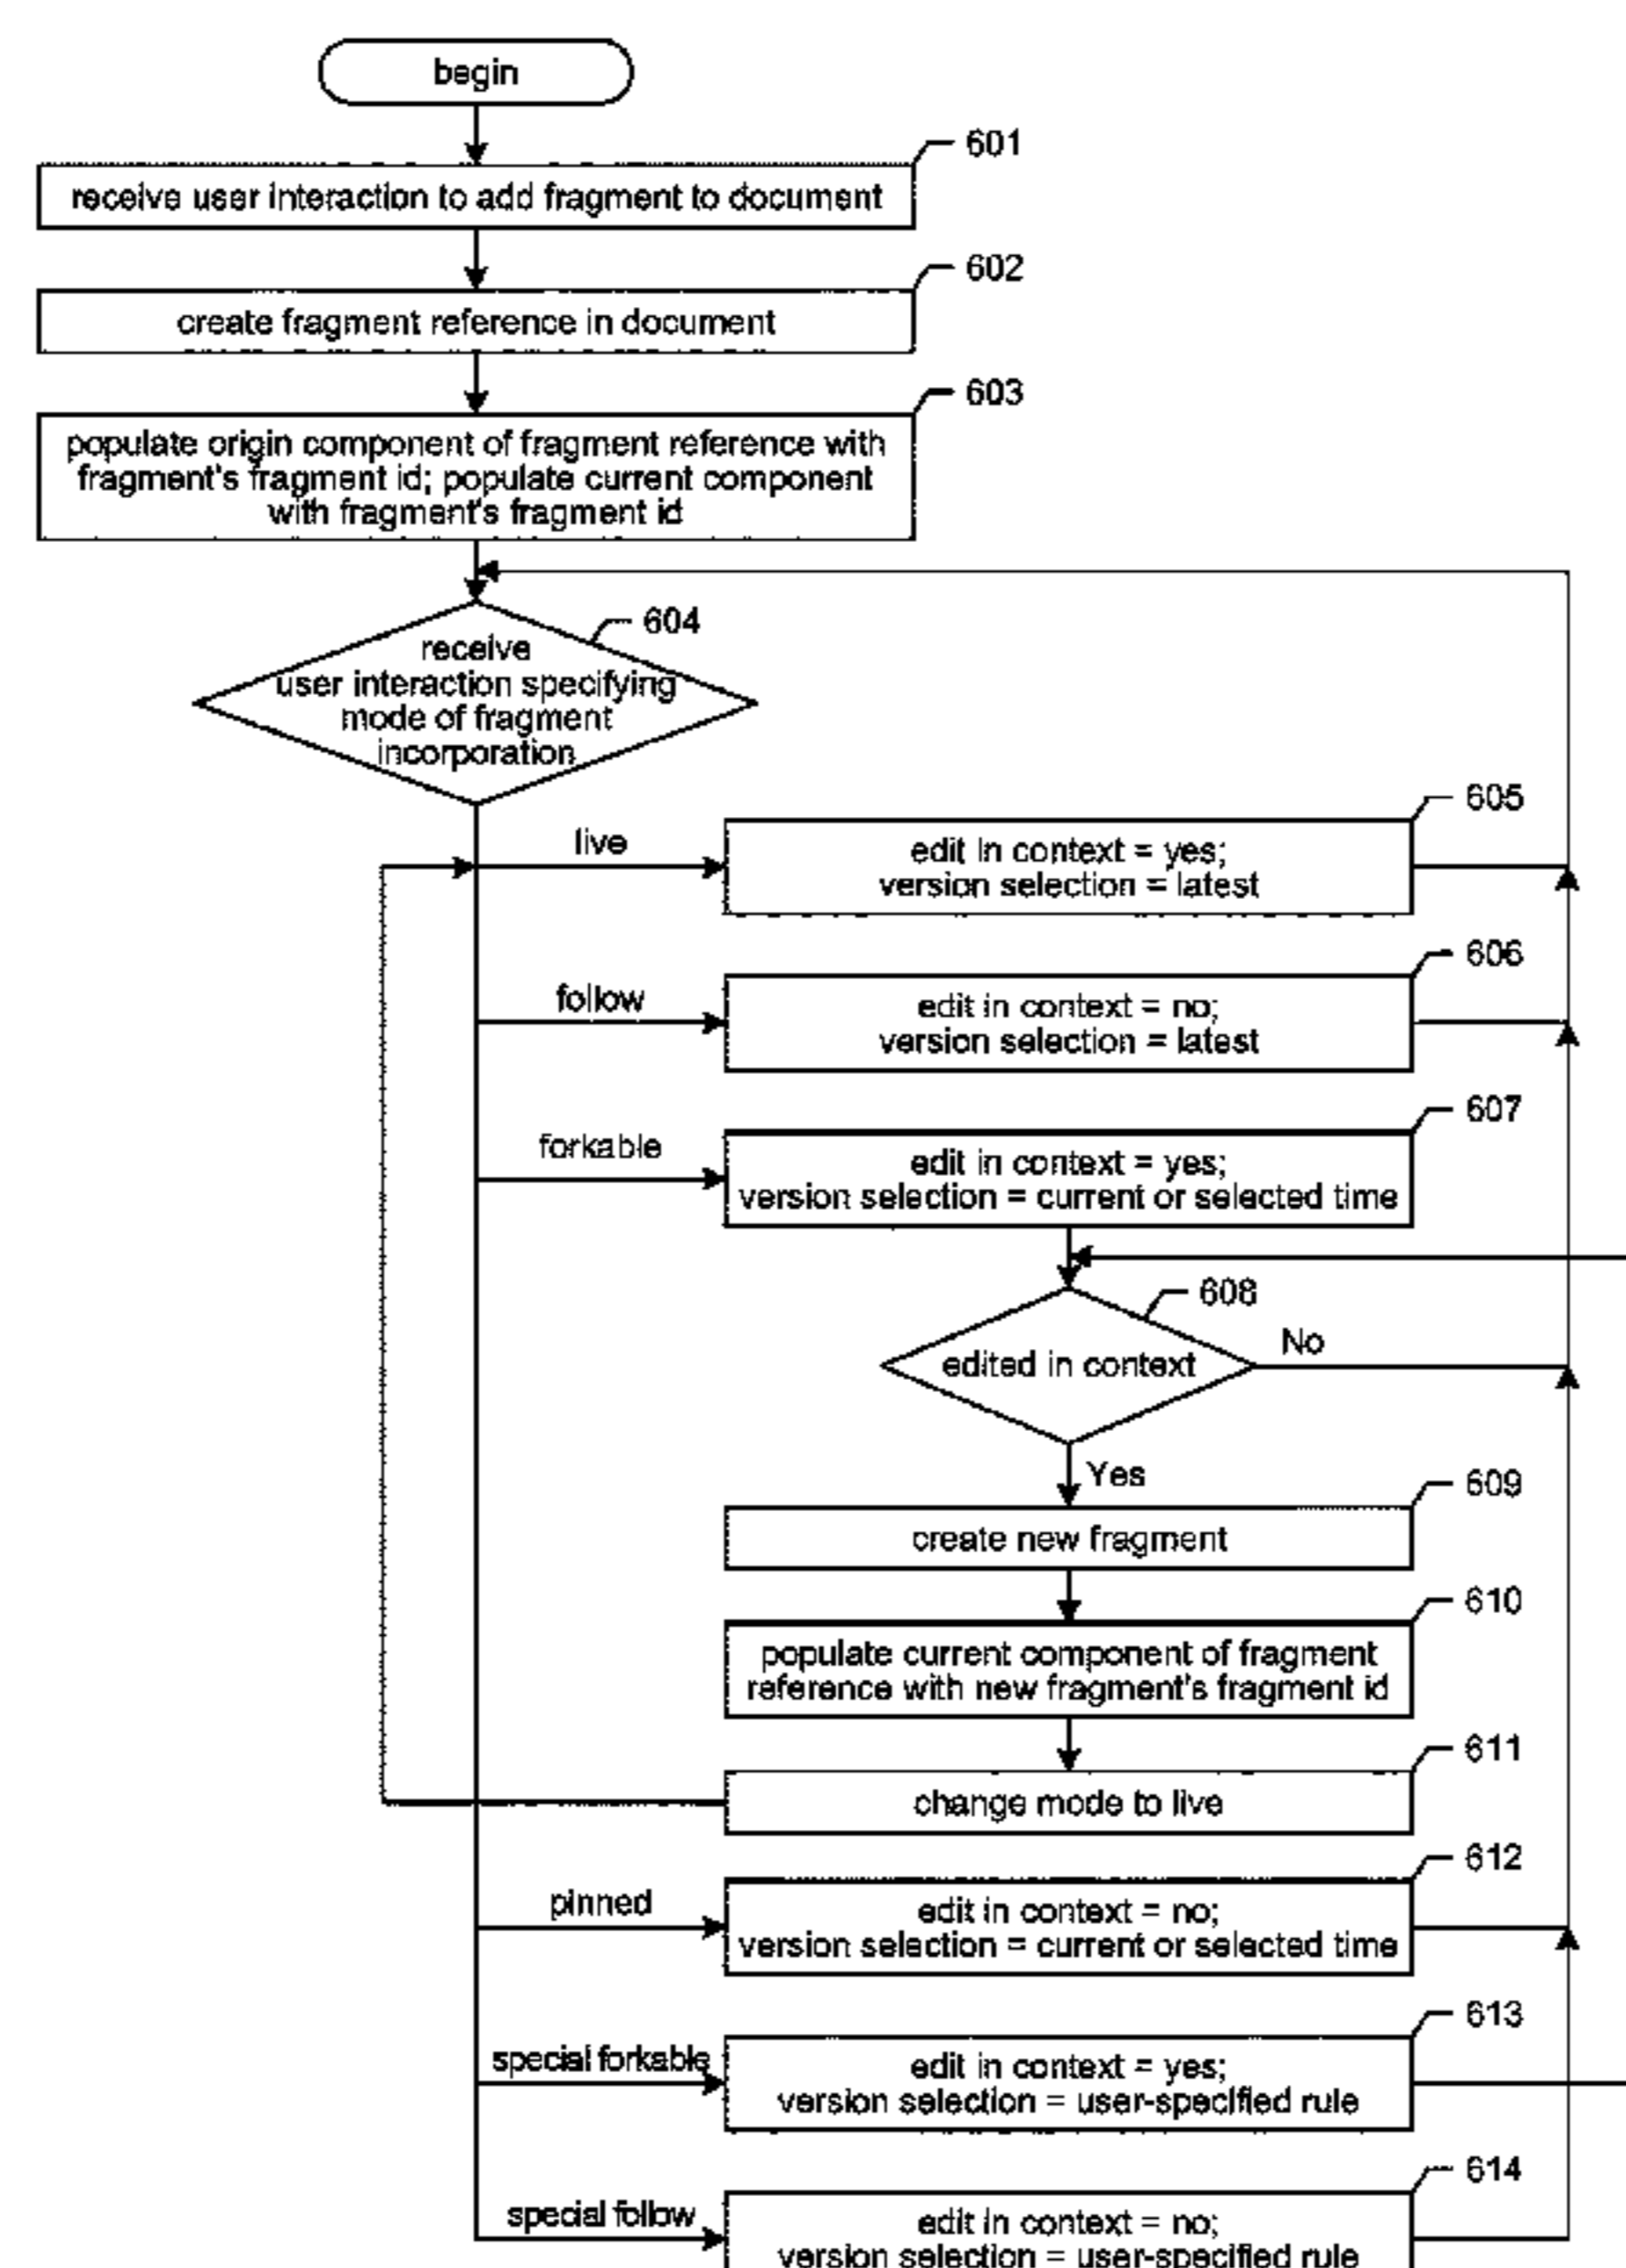 begin
601
receive user interaction to add fragment to document
602
create fragment reference in document
603
populate origin component of fragment reference with
fragment's fragment id; populate current component
with fragment's fragment id
604
receive
user interaction specifying
mode of fragment
incorporation
605
live
edit in context = yes;
version selection = latest
606
follow
edit in context = no;
version selection = latest
607
forkable
edit in context = yes;
version selection = current or selected time
608
edited in context
No
Yes
609
create new fragment
610
populate current component of fragment
reference with new fragment's fragment id
611
change mode to live
612
pinned
edit in context = no;
version selection = current or selected time
613
special forkable
edit in context = yes;
version selection = user-specified rule
614
special follow
edit in context = no;
version selection = user-specified rule